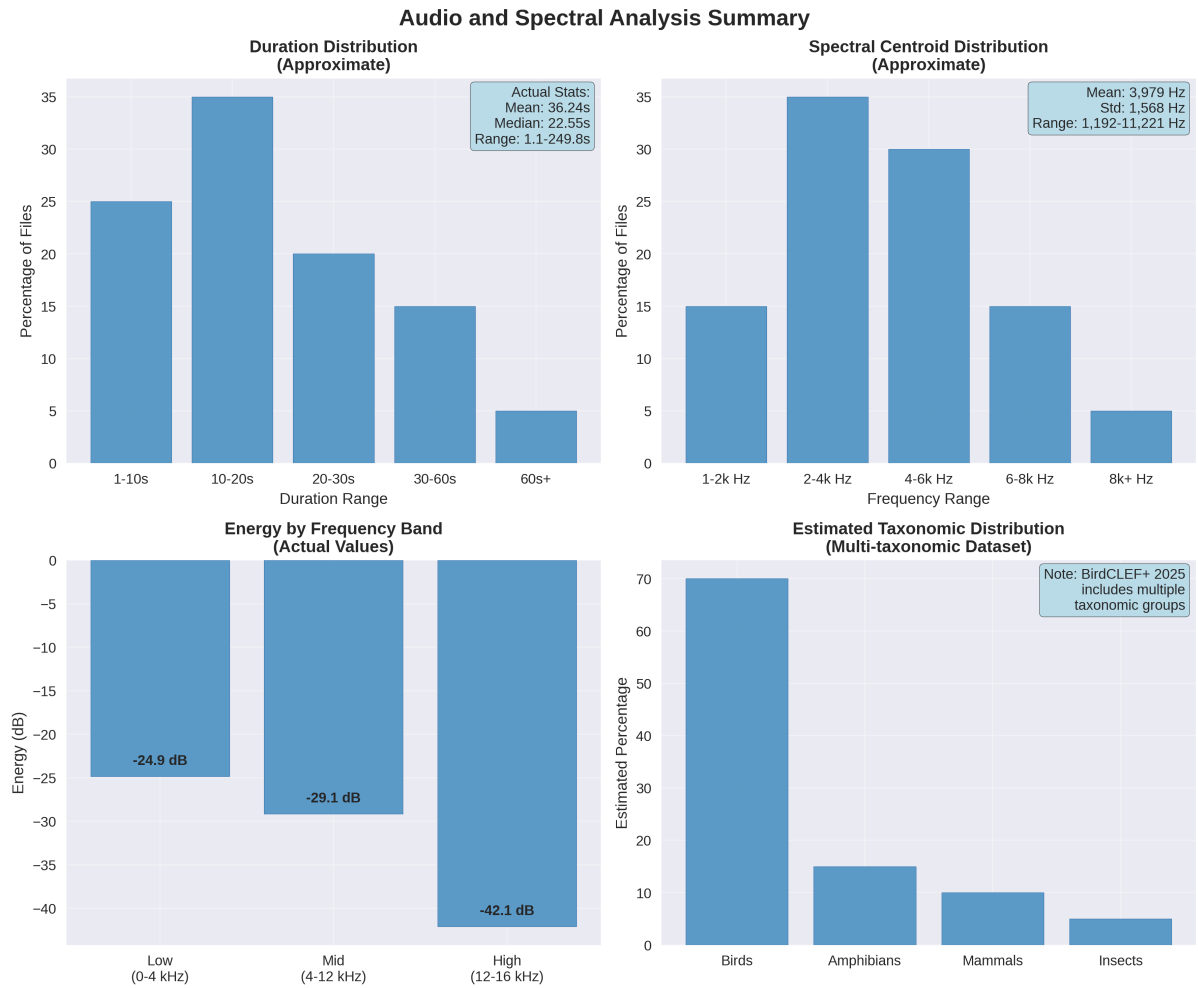 Audio and Spectral Analysis Summary
Duration Distribution
(Approximate)
Actual Stats:
Mean: 36.24s
Median: 22.55s
Range: 1.1-249.8s
Percentage of Files
35
30
25
20
15
10
5
0
1-10s
10-20s
20-30s
30-60s
60s+
Duration Range
Spectral Centroid Distribution
(Approximate)
Mean: 3,979 Hz
Std: 1,568 Hz
Range: 1,192-11,221 Hz
Percentage of Files
35
30
25
20
15
10
5
0
1-2k Hz
2-4k Hz
4-6k Hz
6-8k Hz
8k+ Hz
Frequency Range
Energy by Frequency Band
(Actual Values)
Energy (dB)
0
−5
−10
−15
−20
−25
−30
−35
−40
-24.9 dB
-29.1 dB
-42.1 dB
Low
(0-4 kHz)
Mid
(4-12 kHz)
High
(12-16 kHz)
Estimated Taxonomic Distribution
(Multi-taxonomic Dataset)
Note: BirdCLEF+ 2025
includes multiple
taxonomic groups
Estimated Percentage
70
60
50
40
30
20
10
0
Birds
Amphibians
Mammals
Insects